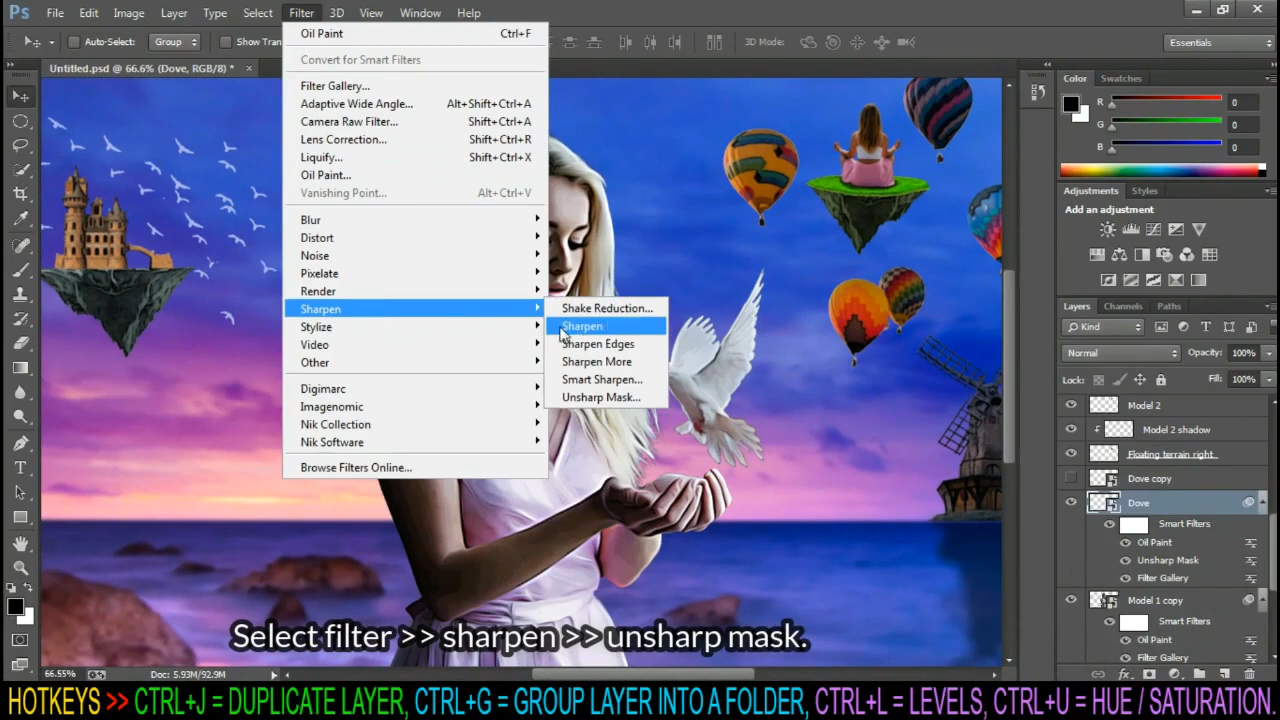 Ps File Edit Image Layer Type Select Filter 3D View Window Help
Auto-Select: Group Show Tran 3D Mode: Essentials
Untitled.psd @ 66.6% (Dove, RGB/8) * ×
Oil Paint Ctrl+F
Convert for Smart Filters
Filter Gallery...
Adaptive Wide Angle... Alt+Shift+Ctrl+A
Camera Raw Filter... Shift+Ctrl+A
Lens Correction... Shift+Ctrl+R
Liquify... Shift+Ctrl+X
Oil Paint...
Vanishing Point... Alt+Ctrl+V
Blur
Distort
Noise
Pixelate
Render
Sharpen
Stylize
Video
Other
Digimarc
Imagenomic
Nik Collection
Nik Software
Browse Filters Online...
Shake Reduction...
Sharpen
Sharpen Edges
Sharpen More
Smart Sharpen...
Unsharp Mask...
Color Swatches
R 0
G 0
B 0
Adjustments Styles
Add an adjustment
Layers Channels Paths
Kind
Normal Opacity: 100%
Lock: Fill: 100%
Model 2
Model 2 shadow
Floating terrain right
Dove copy
Dove
Smart Filters
Oil Paint
Unsharp Mask
Filter Gallery
Model 1 copy
Smart Filters
Oil Paint
Filter Gallery
Select filter >> sharpen >> unsharp mask.
66.55% Doc: 5.93M/92.9M
HOTKEYS >> CTRL+J = DUPLICATE LAYER, CTRL+G = GROUP LAYER INTO A FOLDER, CTRL+L = LEVELS, CTRL+U = HUE / SATURATION.